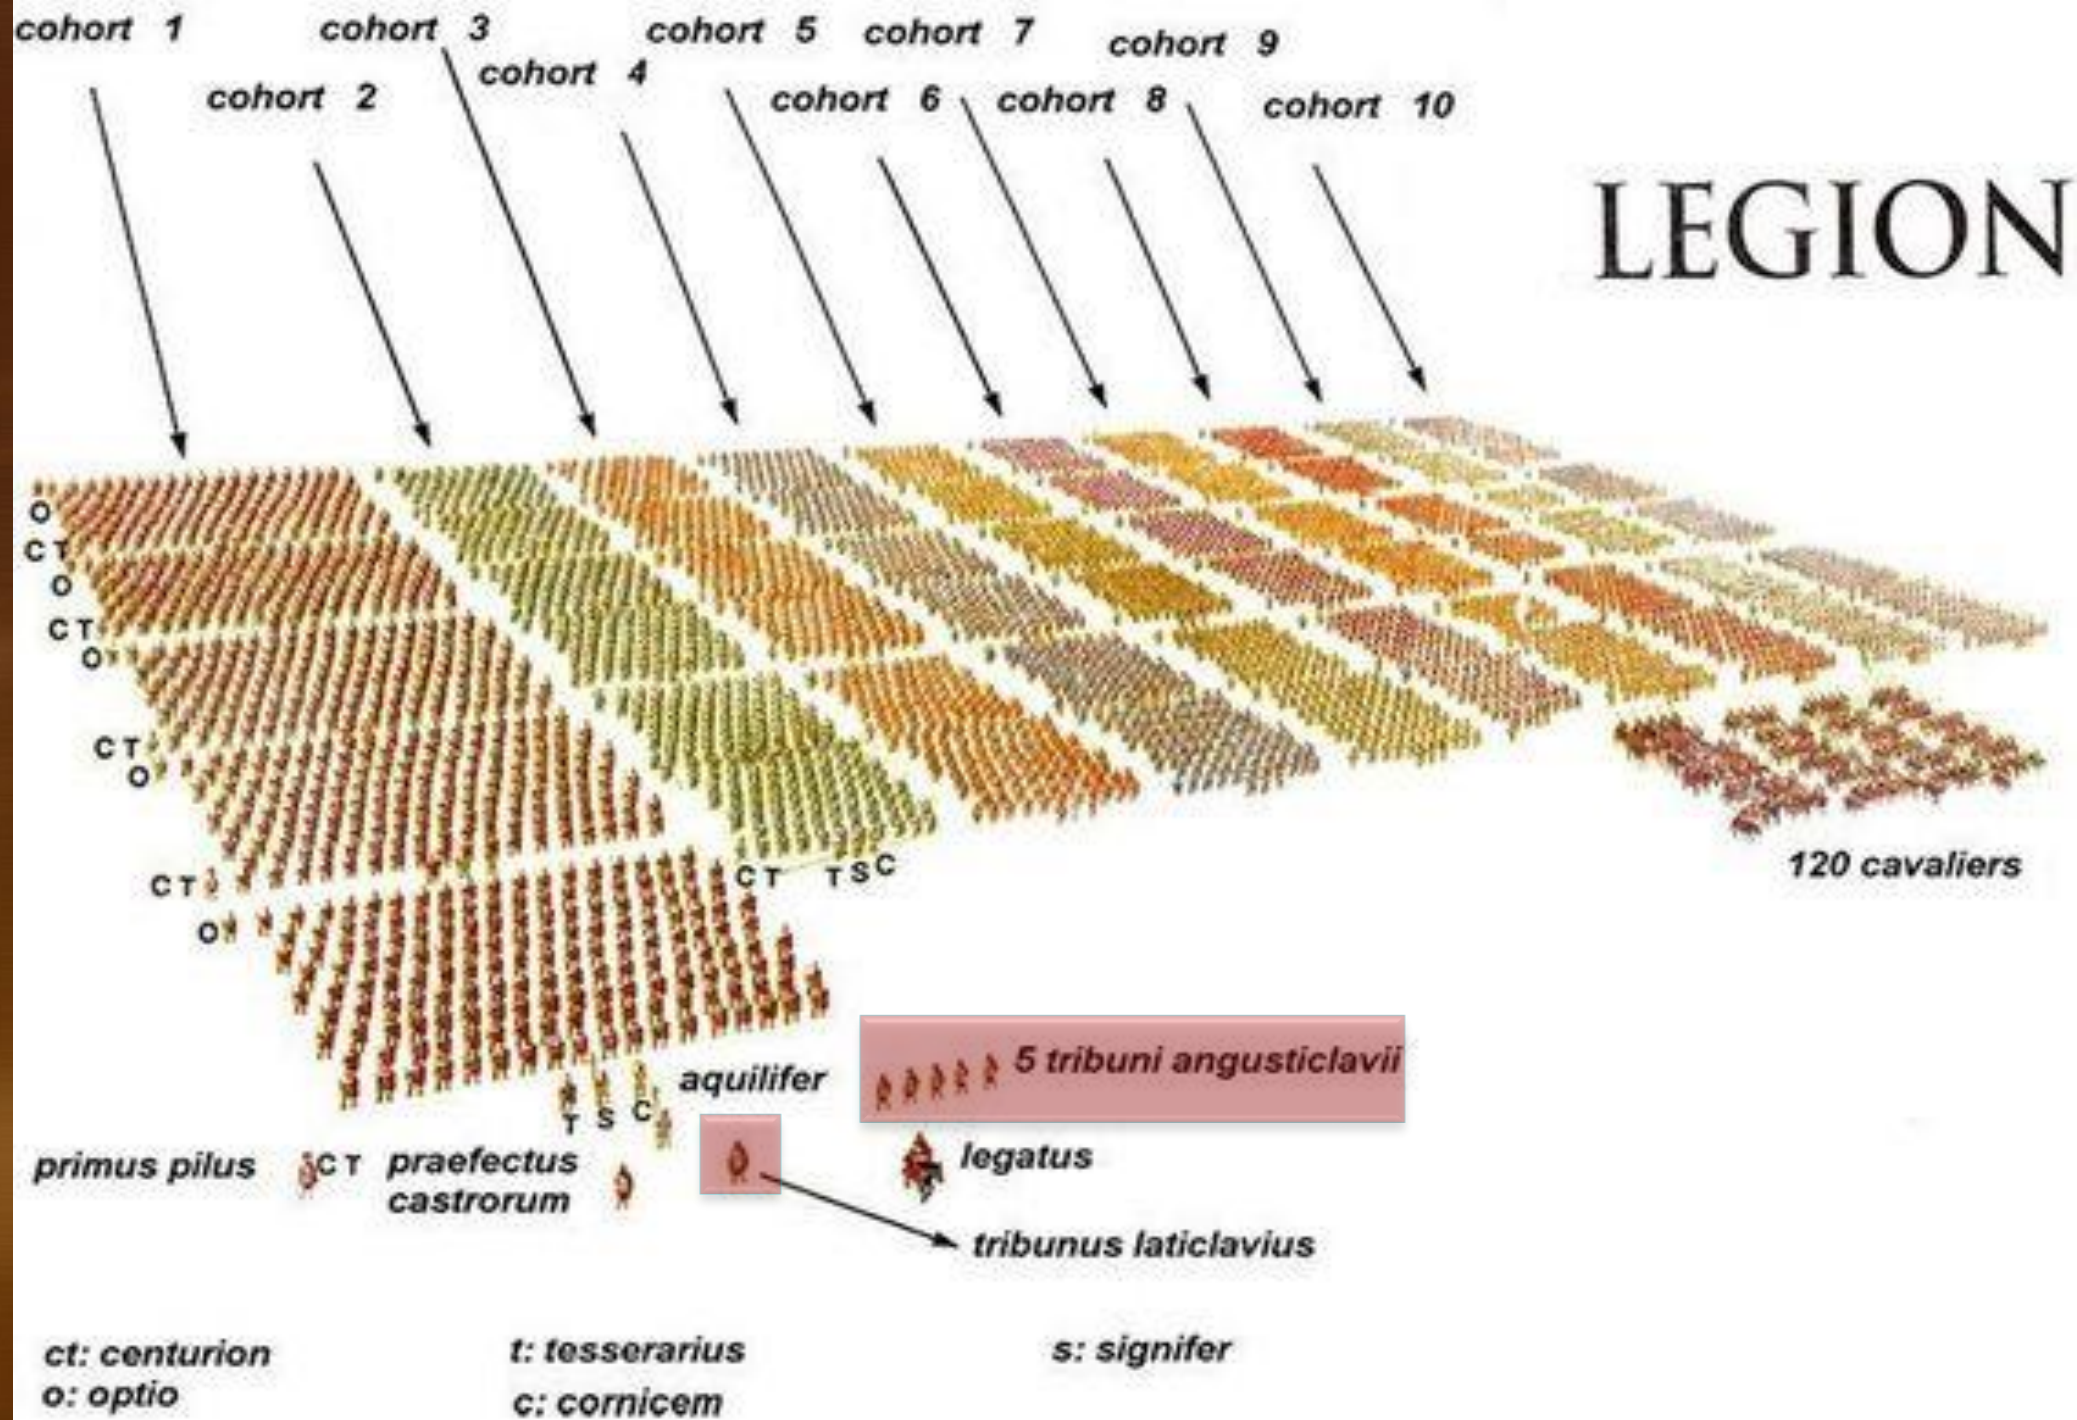 cohort 1
cohort 3
cohort 5
cohort 7
cohort 9
cohort 4
cohort 2
cohort 6
cohort 8
cohort 10
LEGION
O
C T
O
C T
O
C T
O
C T
O
C T
T S C
120 cavaliers
aquilifer
5 tribuni angusticlavii
T S C
primus pilus
C T
praefectus
castrorum
legatus
tribunus laticlavius
ct: centurion
t: tesserarius
s: signifer
o: optio
c: cornicem